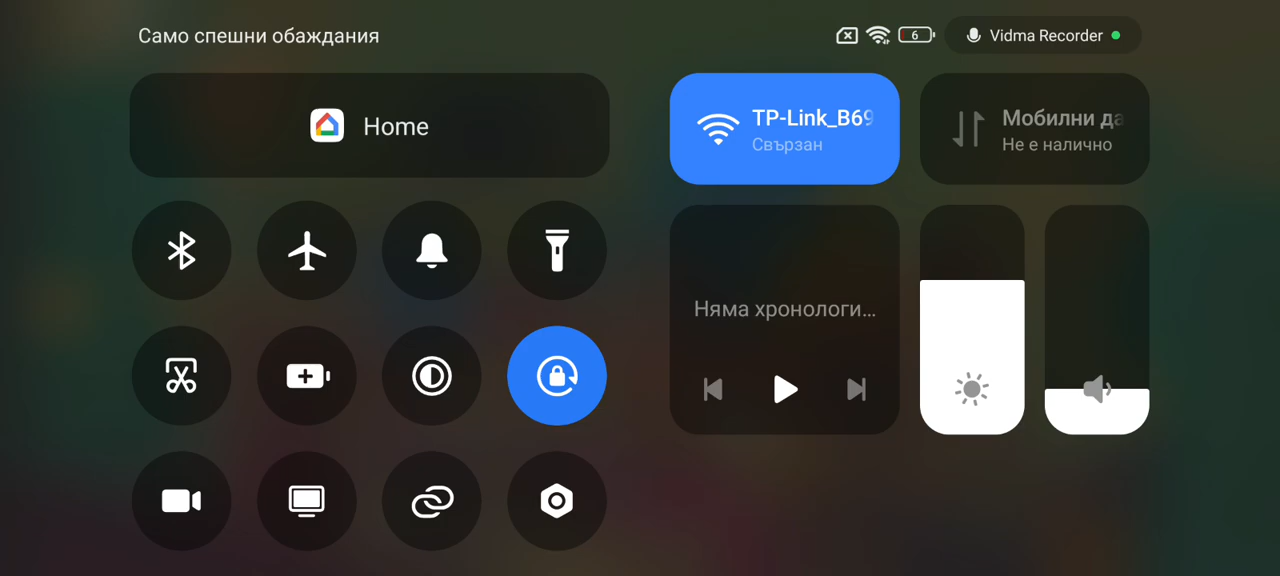 Само спешни обаждания
6
Vidma Recorder
Home
TP-Link_B69
Свързан
Мобилни да
Не е налично
Няма хронологи...